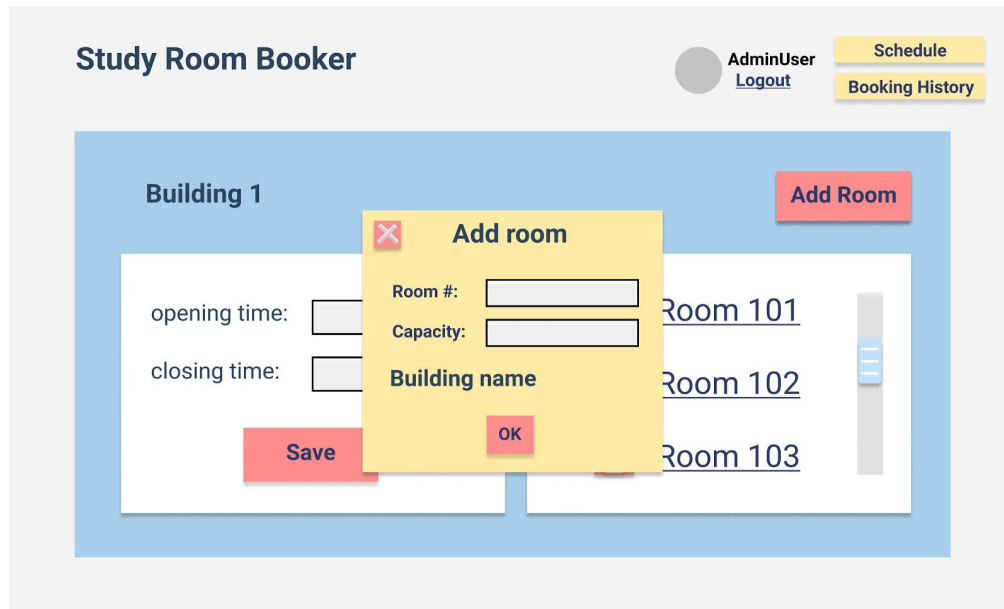 Study Room Booker
AdminUser
Logout
Schedule
Booking History
Building 1
Add Room
opening time:
closing time:
Save
Add room
Room #:
Capacity:
Building name
OK
Room 101
Room 102
Room 103